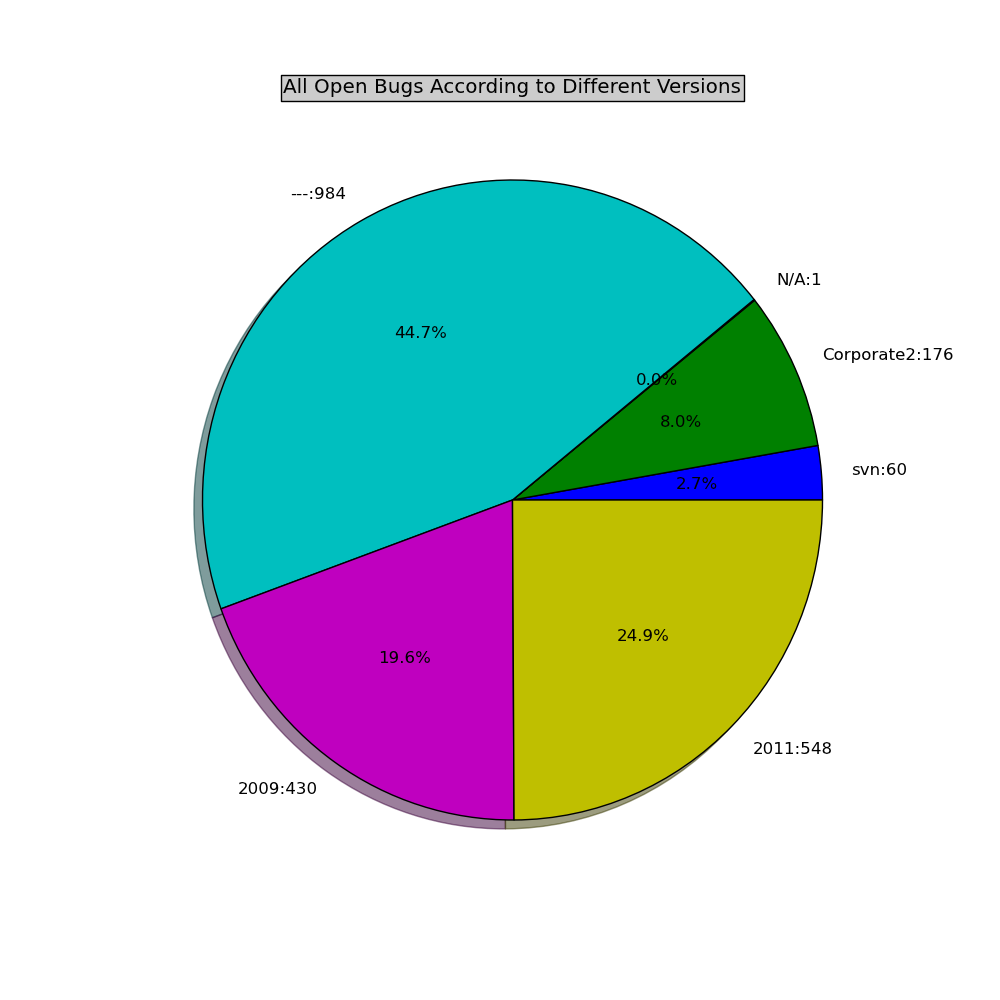 All Open Bugs According to Different Versions
---:984
N/A:1
44.7%
Corporate2:176
0.0%
8.0%
svn:60
2.7%
24.9%
19.6%
2011:548
2009:430